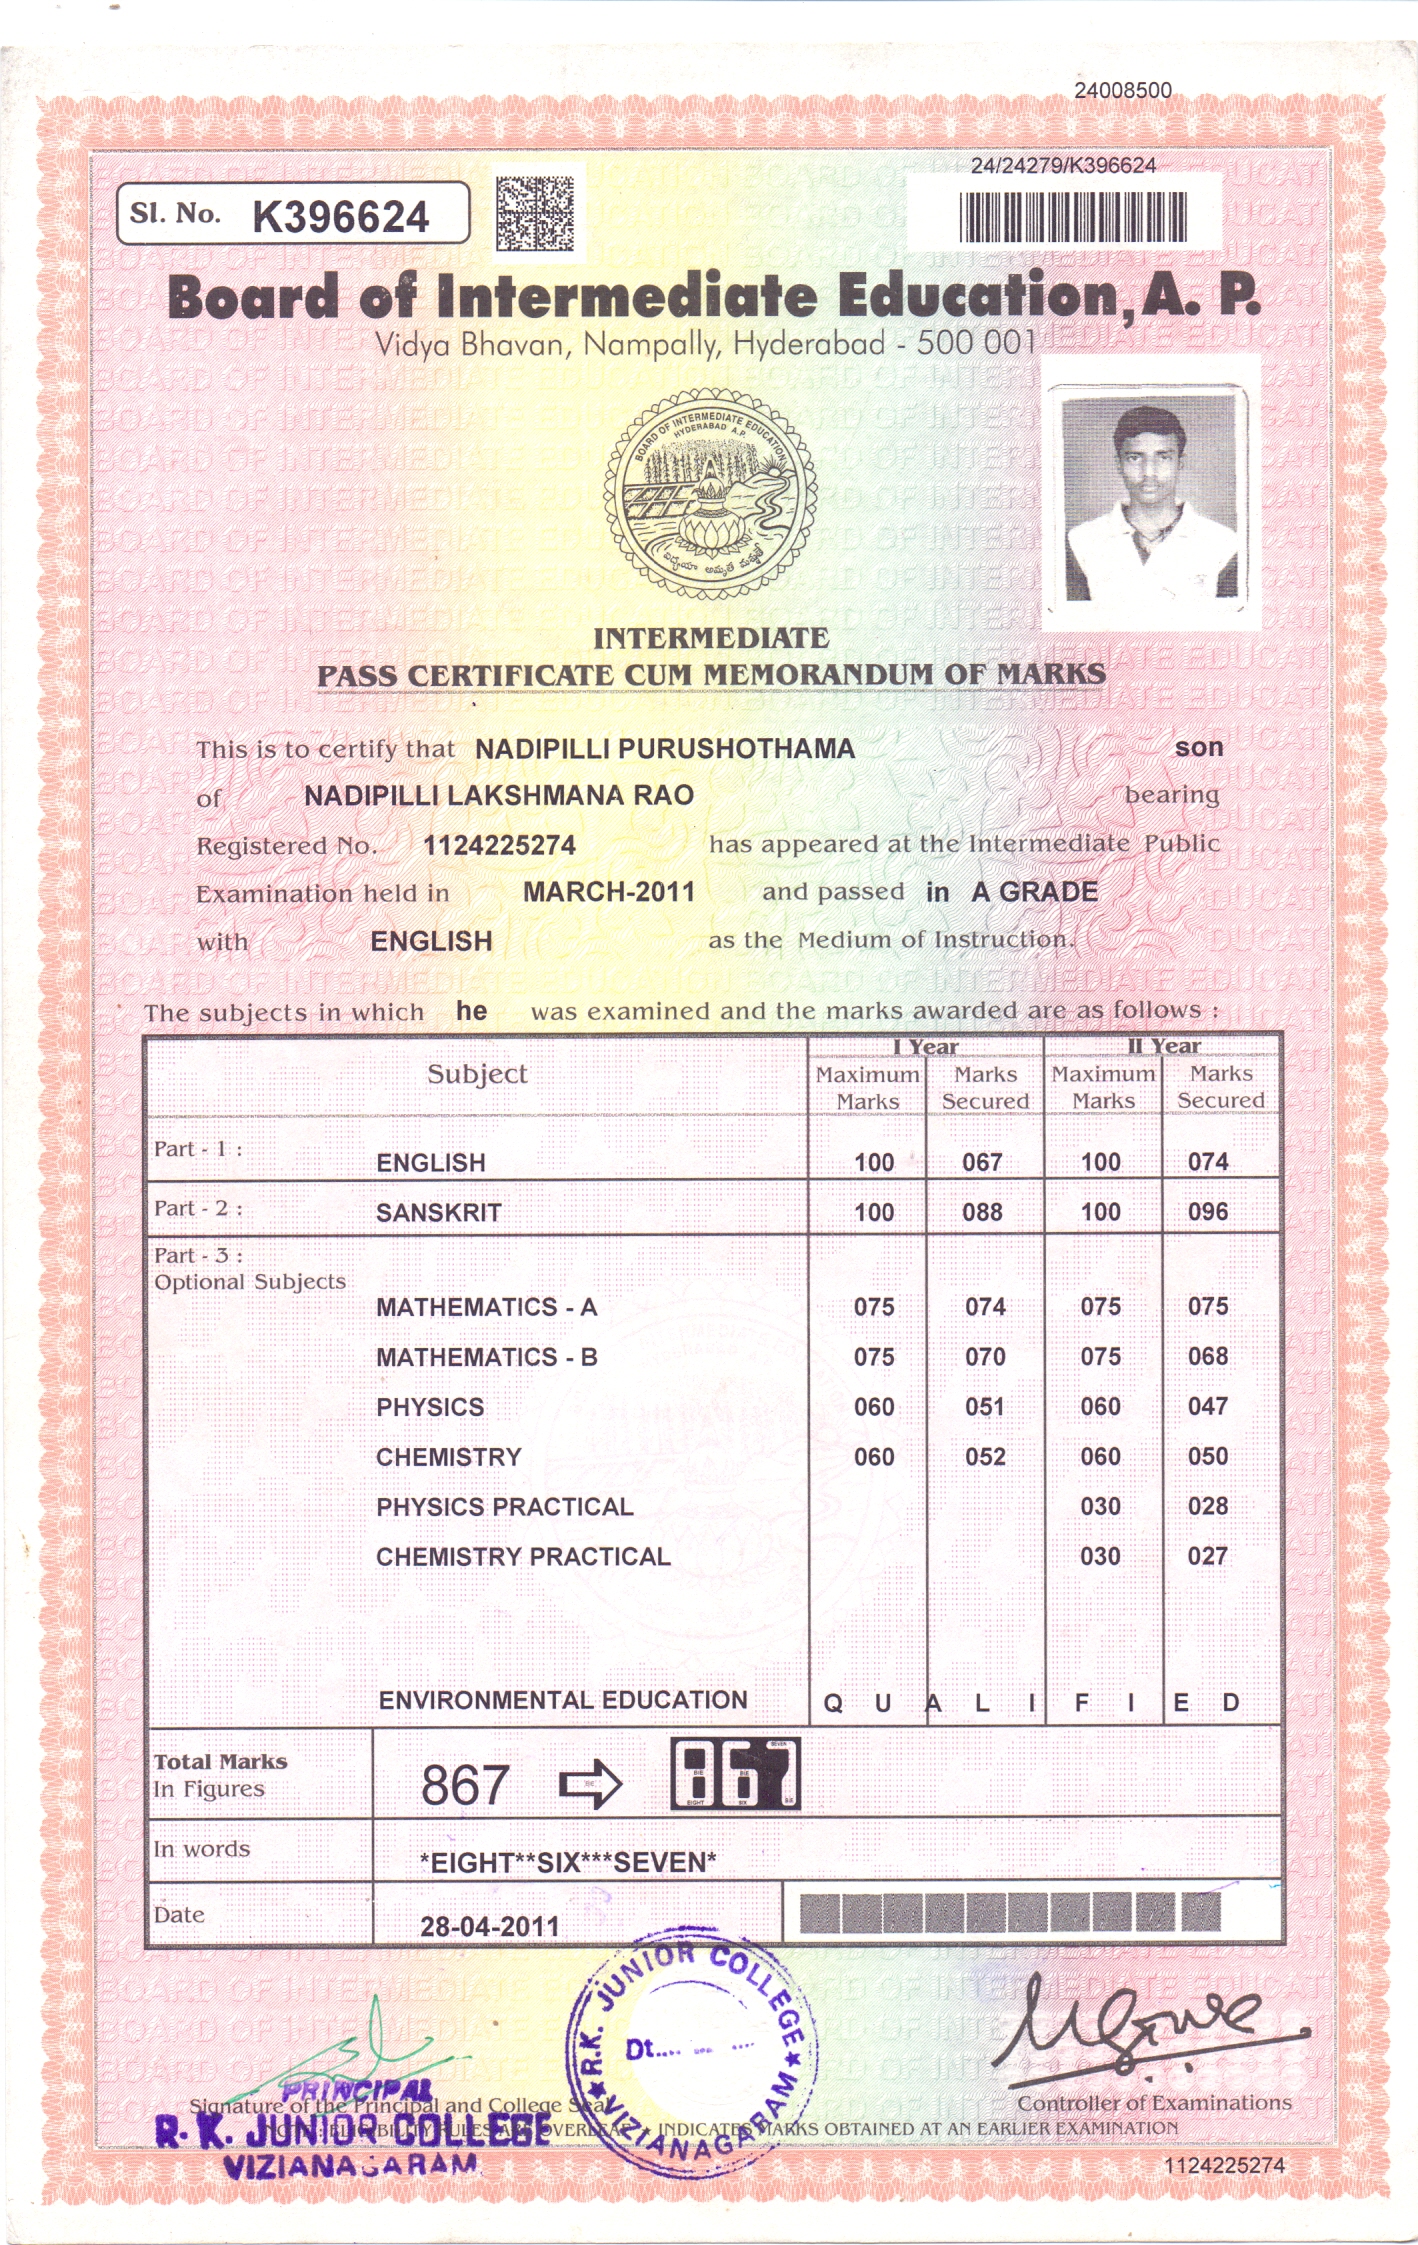 24008500
24/24279/K396624
Sl. No. K396624
Board of Intermediate Education, A. P.
Vidya Bhavan, Nampally, Hyderabad - 500 001
BOARD OF INTERMEDIATE EDUCATION
HYDERABAD A.P.
INTERMEDIATE
PASS CERTIFICATE CUM MEMORANDUM OF MARKS
This is to certify that NADIPILLI PURUSHOTHAMA son
of NADIPILLI LAKSHMANA RAO bearing
Registered No. 1124225274 has appeared at the Intermediate Public
Examination held in MARCH-2011 and passed in A GRADE
with ENGLISH as the Medium of Instruction.
The subjects in which he was examined and the marks awarded are as follows :
Subject I Year II Year
Maximum Marks Maximum Marks
Marks Secured Marks Secured
Part - 1 : ENGLISH 100 067 100 074
Part - 2 : SANSKRIT 100 088 100 096
Part - 3 :
Optional Subjects
MATHEMATICS - A 075 074 075 075
MATHEMATICS - B 075 070 075 068
PHYSICS 060 051 060 047
CHEMISTRY 060 052 060 050
PHYSICS PRACTICAL 030 028
CHEMISTRY PRACTICAL 030 027
ENVIRONMENTAL EDUCATION Q U A L I F I E D
Total Marks
In Figures 867 867
In words *EIGHT**SIX***SEVEN*
Date 28-04-2011
R.K. JUNIOR COLLEGE
Dt....
VIZIANAGARAM
PRINCIPAL
Signature of the Principal and College Seal
Controller of Examinations
R. K. JUNIOR COLLEGE
INDICATES MARKS OBTAINED AT AN EARLIER EXAMINATION
VIZIANAGARAM
1124225274